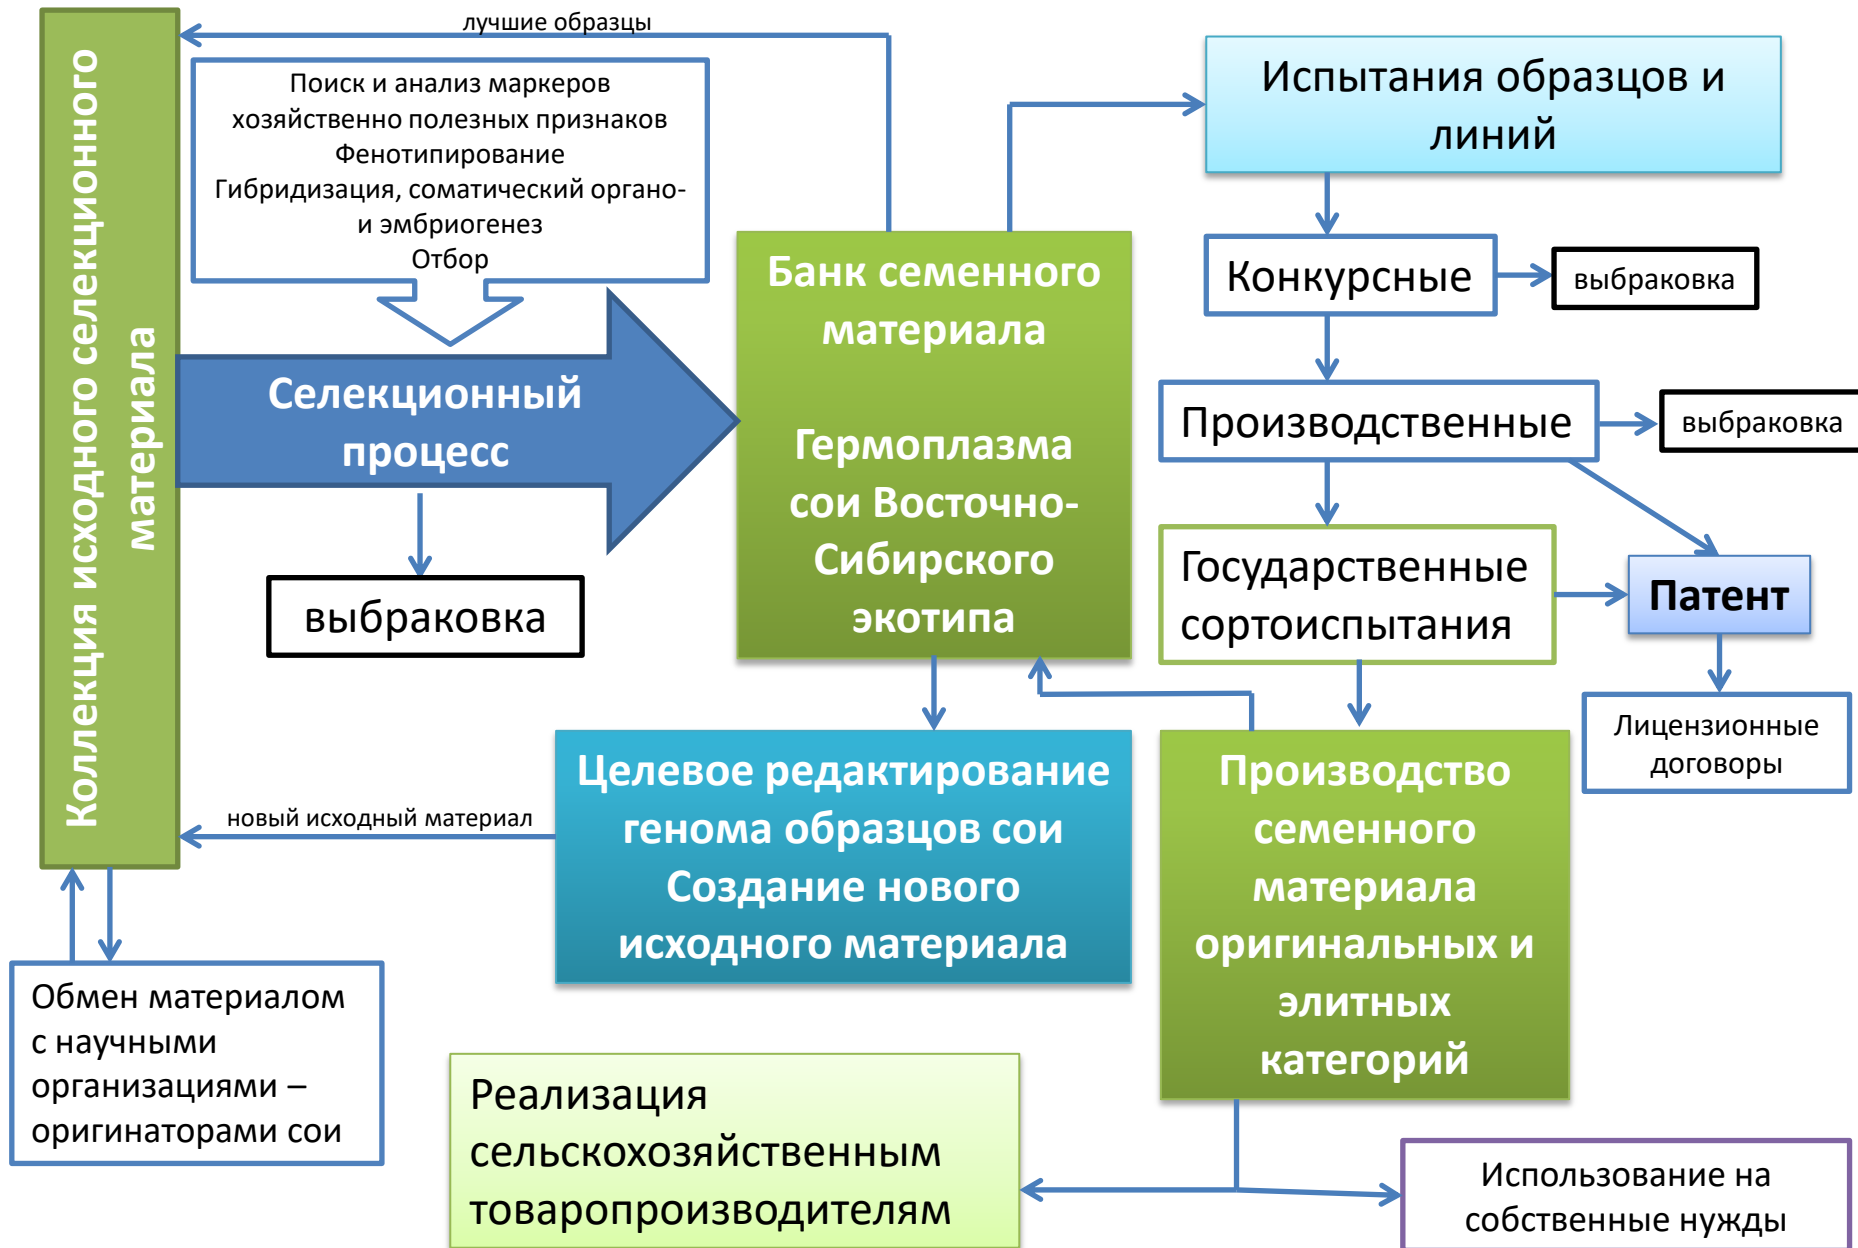 Коллекция исходного селекционного
материала
лучшие образцы
Поиск и анализ маркеров
хозяйственно полезных признаков
Фенотипирование
Гибридизация, соматический органо-
и эмбриогенез
Отбор
Селекционный
процесс
выбраковка
Банк семенного
материала
Гермоплазма
сои Восточно-
Сибирского
экотипа
Испытания образцов и
линий
Конкурсные
выбраковка
Производственные
выбраковка
Государственные
сортоиспытания
Патент
Лицензионные
договоры
Целевое редактирование
генома образцов сои
Создание нового
исходного материала
новый исходный материал
Производство
семенного
материала
оригинальных и
элитных
категорий
Обмен материалом
с научными
организациями –
оригинаторами сои
Реализация
сельскохозяйственным
товаропроизводителям
Использование на
собственные нужды